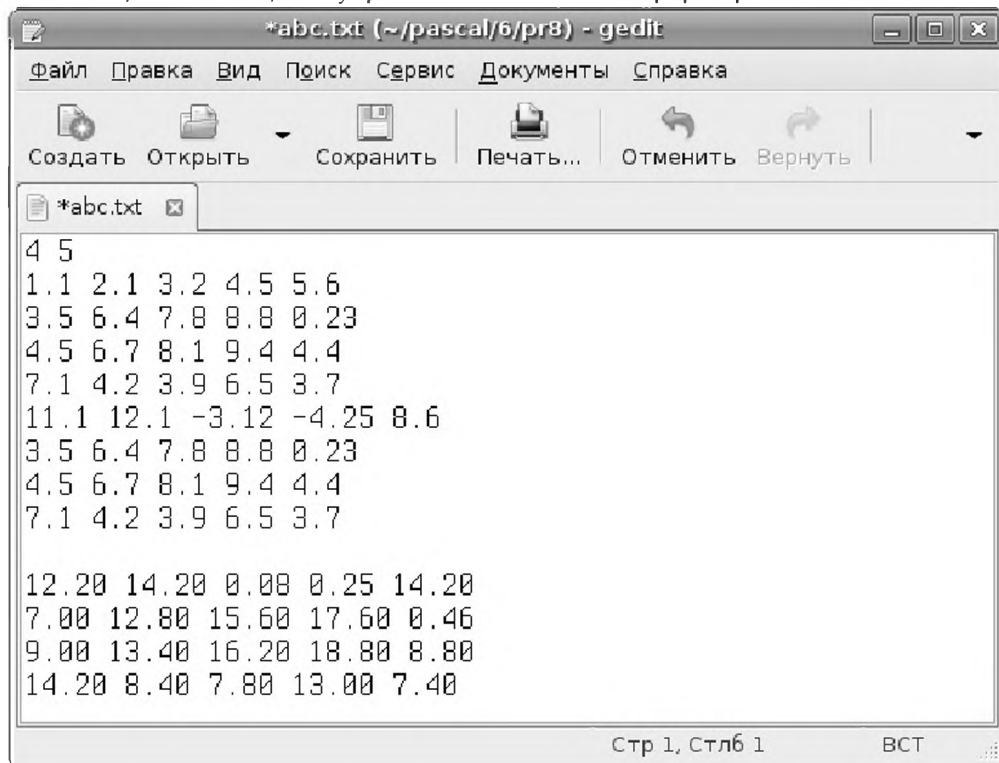 *abc.txt (~/pascal/6/pr8) - gedit
Файл Правка Вид Поиск Сервис Документы Справка
Создать Открыть Сохранить Печать... Отменить Вернуть
*abc.txt
4 5
1.1 2.1 3.2 4.5 5.6
3.5 6.4 7.8 8.8 0.23
4.5 6.7 8.1 9.4 4.4
7.1 4.2 3.9 6.5 3.7
11.1 12.1 -3.12 -4.25 8.6
3.5 6.4 7.8 8.8 0.23
4.5 6.7 8.1 9.4 4.4
7.1 4.2 3.9 6.5 3.7
12.20 14.20 0.08 0.25 14.20
7.00 12.80 15.60 17.60 0.46
9.00 13.40 16.20 18.80 8.80
14.20 8.40 7.80 13.00 7.40
Стр 1, Стлб 1 ВСТ